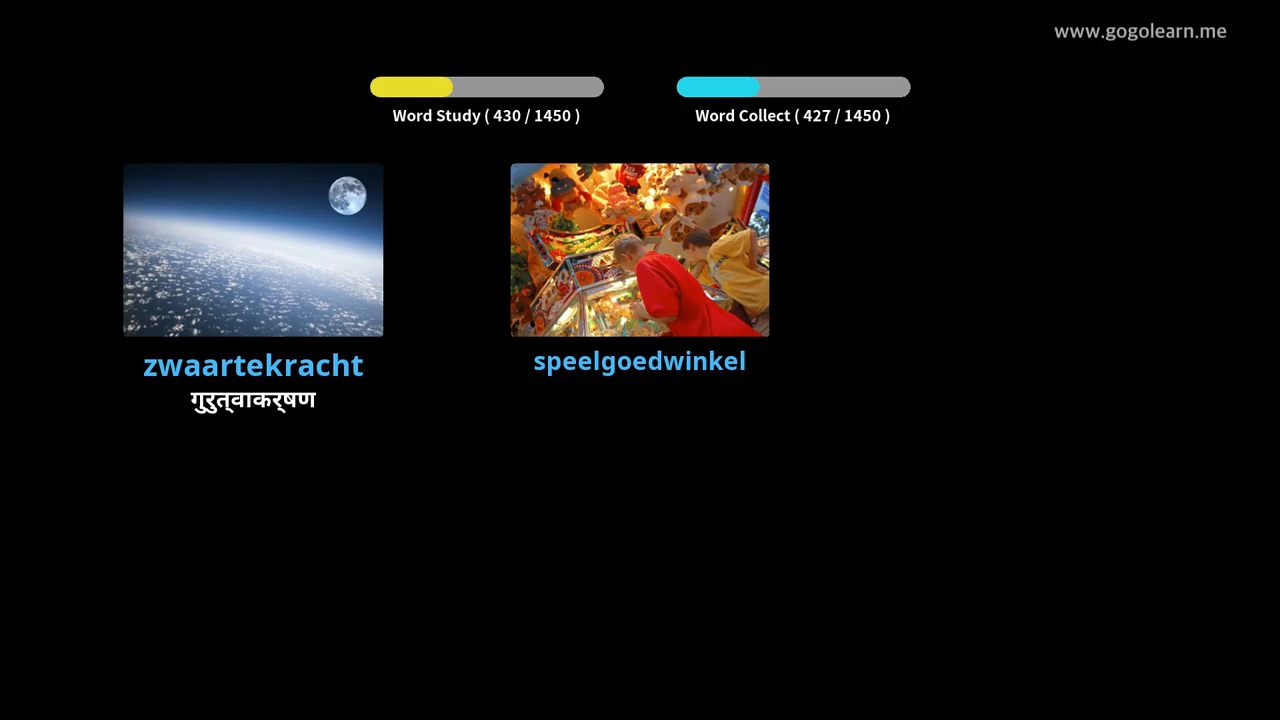 www.gogolearn.me
Word Study ( 430 / 1450 )
Word Collect ( 427 / 1450 )
zwaartekracht
speelgoedwinkel
गुरुत्वाकर्षण